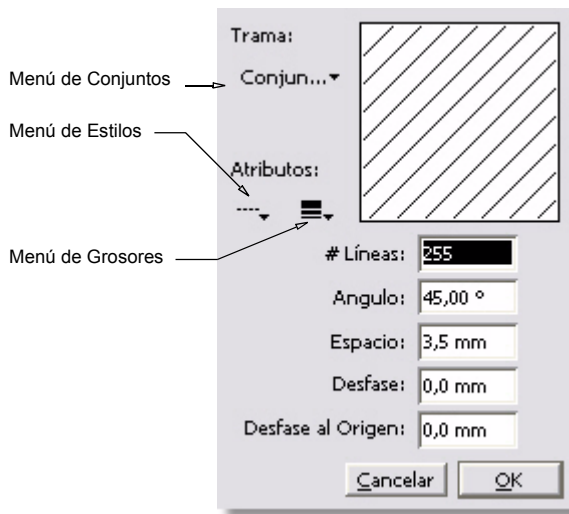 Trama:
Menú de Conjuntos
Conjun...
Menú de Estilos
Atributos:
Menú de Grosores
# Líneas: 255
Angulo: 45,00 º
Espacio: 3,5 mm
Desfase: 0,0 mm
Desfase al Origen: 0,0 mm
Cancelar OK